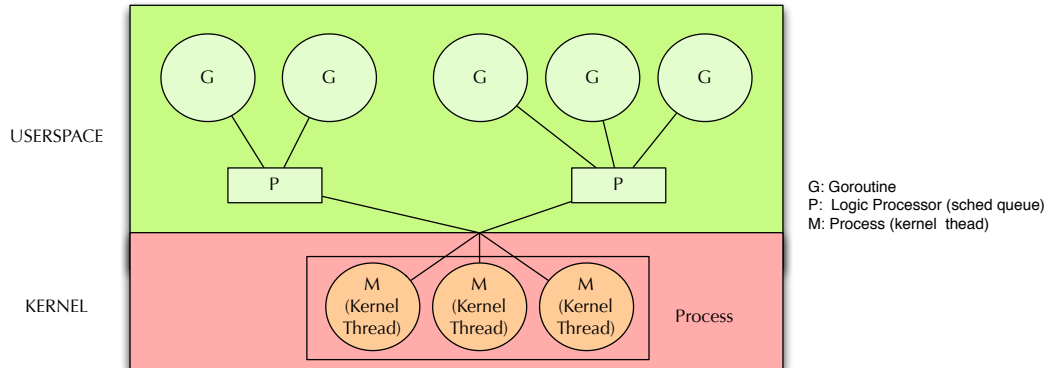 G
G
G
G
G
USERSPACE
P
P
G: Goroutine
P: Logic Processor (sched queue)
M: Process (kernel thead)
KERNEL
M
(Kernel
Thread)
M
(Kernel
Thread)
M
(Kernel
Thread)
Process